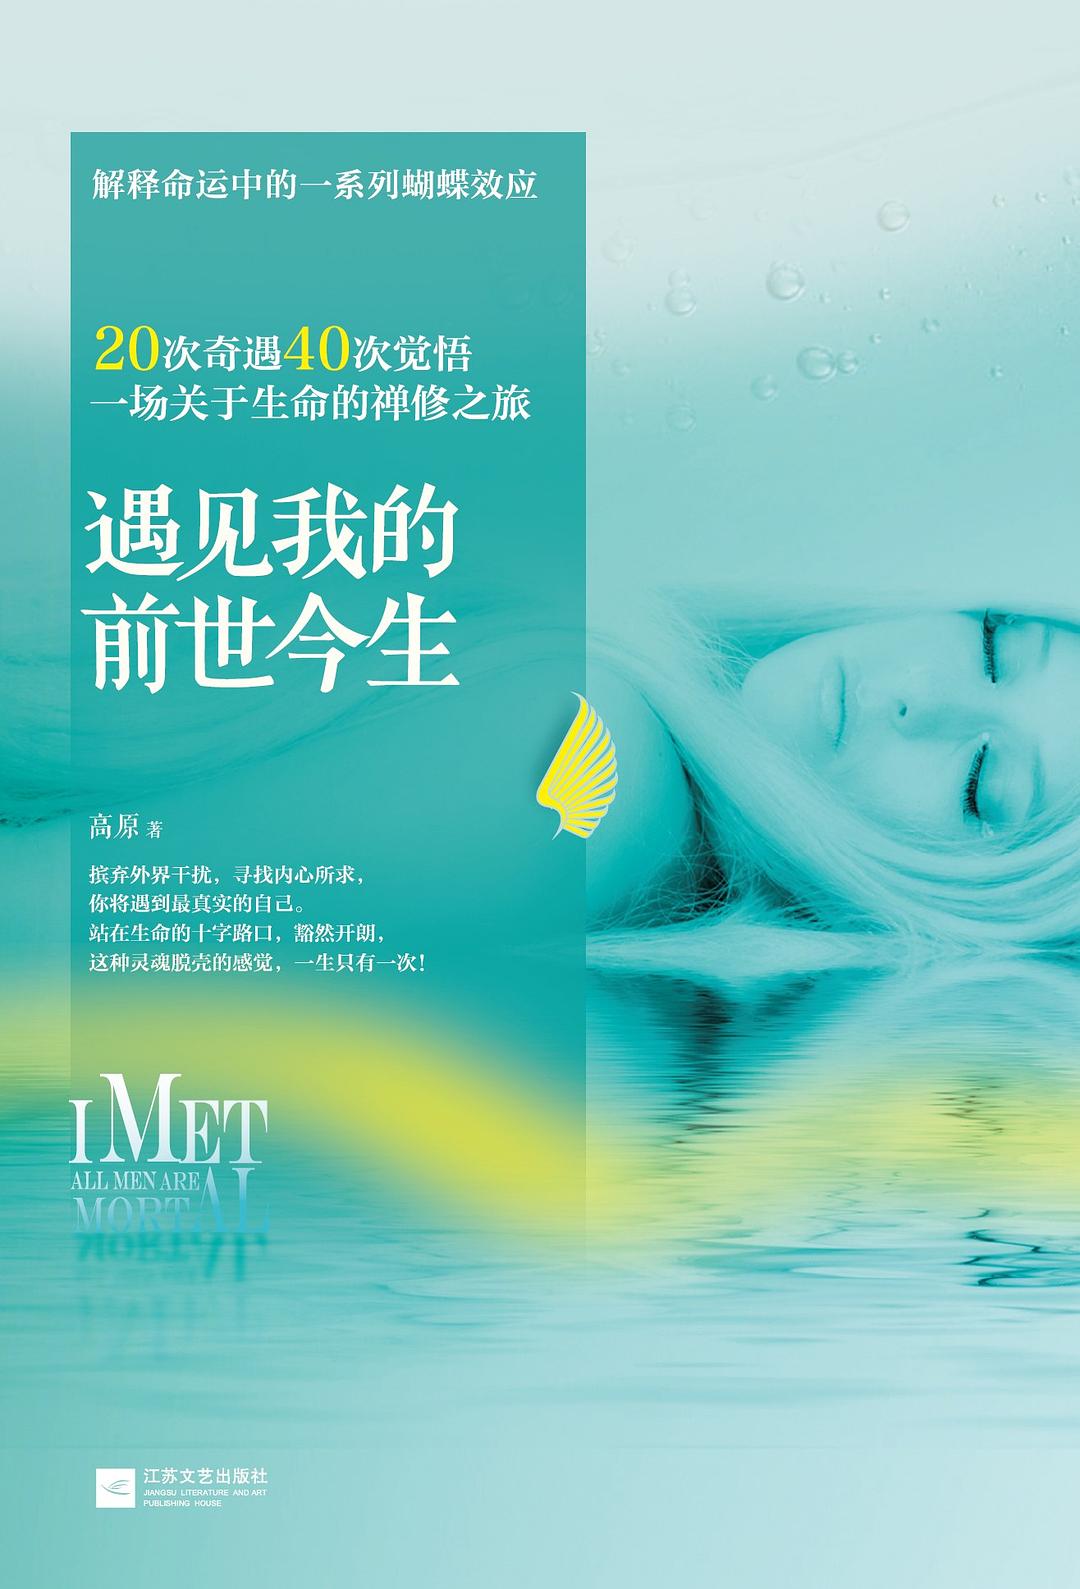 解释命运中的一系列蝴蝶效应
20次奇遇40次觉悟
一场关于生命的禅修之旅
遇见我的
前世今生
高原 著
摈弃外界干扰，寻找内心所求，
你将遇到最真实的自己。
站在生命的十字路口，豁然开朗，
这种灵魂脱壳的感觉，一生只有一次！
I MET
ALL MEN ARE
MORTAL
江苏文艺出版社
JIANGSU LITERATURE AND ART
PUBLISHING HOUSE